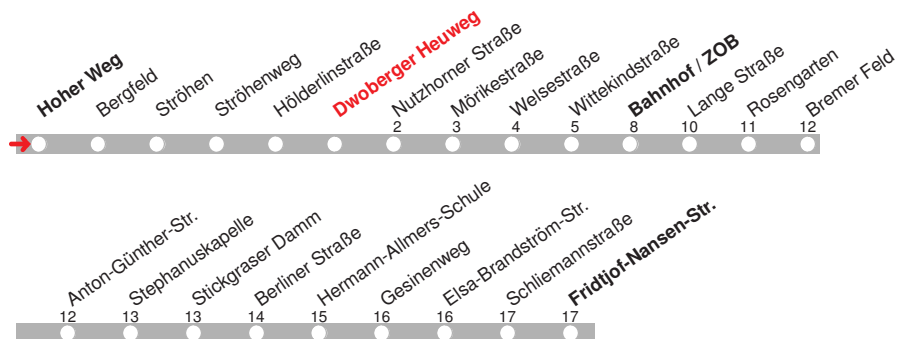 Hoher Weg
Bergfeld
Ströhen
Ströhenweg
Hölderlinstraße
Dwoberger Heuweg
Nutzhorner Straße
Mörikestraße
Welsestraße
Wittekindstraße
Bahnhof / ZOB
Lange Straße
Rosengarten
Bremer Feld
2 3 4 5 8 10 11 12
Anton-Günther-Str.
Stephanuskapelle
Stickgraser Damm
Berliner Straße
Hermann-Allmers-Schule
Gesinenweg
Elsa-Brandström-Str.
Schliemannstraße
Fridtjof-Nansen-Str.
12 13 13 14 15 16 16 17 17